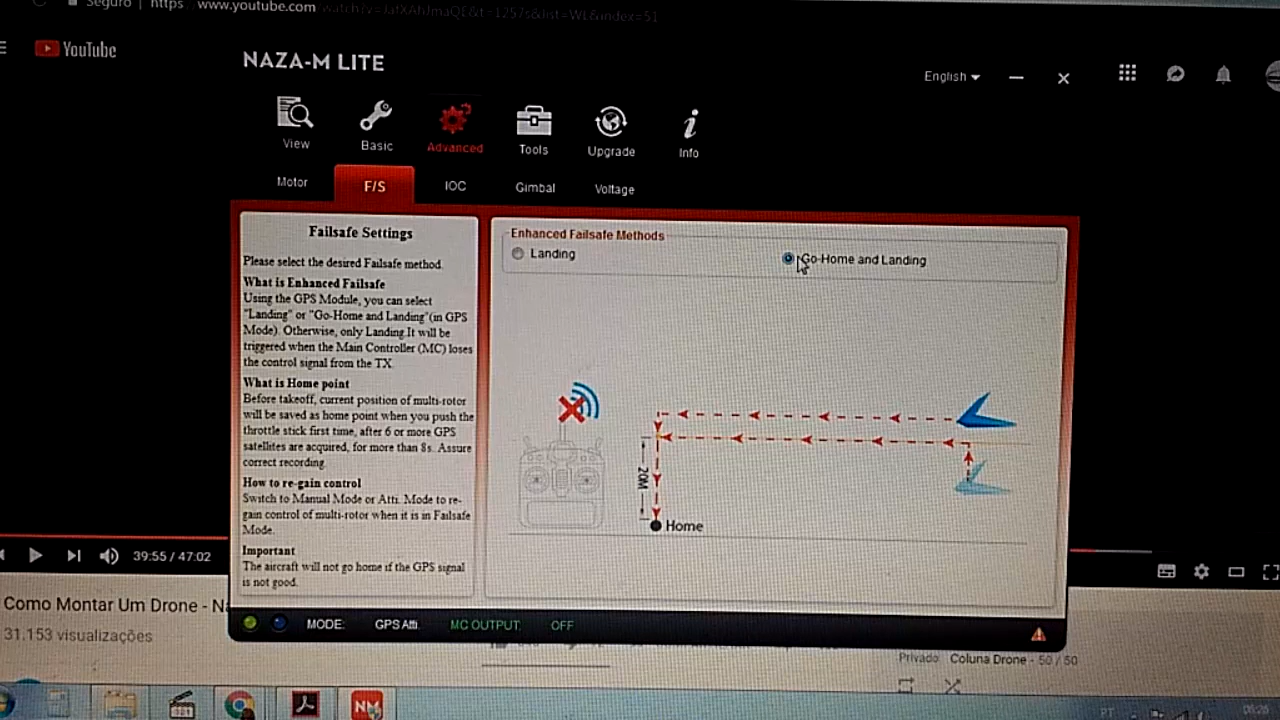 Seguro
https
www.youtube.com
YouTube
NAZA-M LITE
English
View
Basic
Advanced
Tools
Upgrade
Info
Motor
F/S
IOC
Gimbal
Voltage
Failsafe Settings
Please select the desired Failsafe method.
What is Enhanced Failsafe
Using the GPS Module, you can select
"Landing" or "Go-Home and Landing"(in GPS
Mode). Otherwise, only Landing.It will be
triggered when the Main Controller (MC) loses
the control signal from the TX.
What is Home point
Before takeoff, current position of multi-rotor
will be saved as home point when you push the
throttle stick first time, after 6 or more GPS
satellites are acquired, for more than 8s. Assure
correct recording.
How to re-gain control
Switch to Manual Mode or Atti. Mode to re-
gain control of multi-rotor when it is in Failsafe
Mode.
Important
The aircraft will not go home if the GPS signal
is not good.
Enhanced Failsafe Methods
Landing
Go-Home and Landing
20M
Home
39:55 / 47:02
MODE:
GPS Atti.
MC OUTPUT:
OFF
Como Montar Um Drone - Na
31.153 visualizações
Privado
Coluna Drone - 50 / 50
321
NM
PT